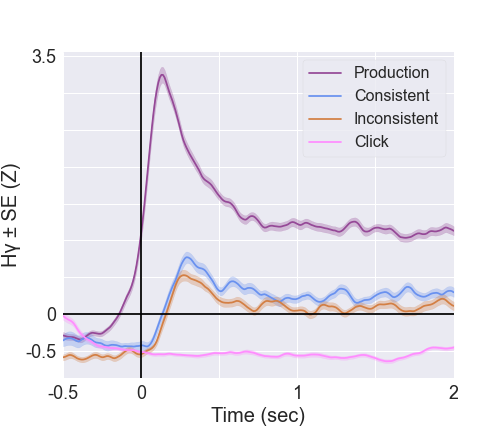 3.5
0
-0.5
Hγ ± SE (Z)
Production
Consistent
Inconsistent
Click
-0.5 0 1 2
Time (sec)